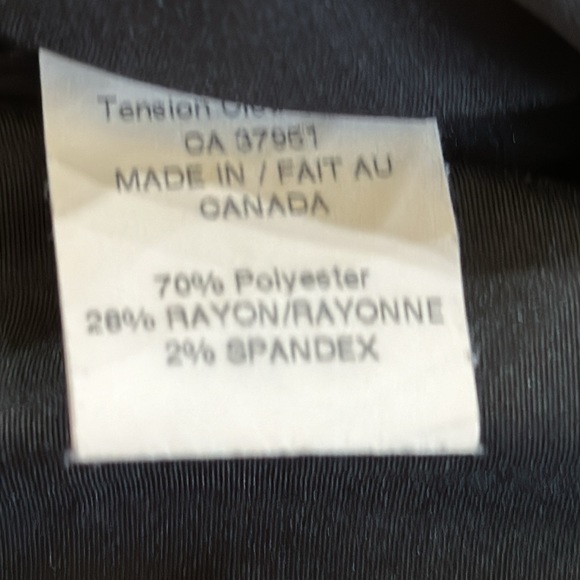 Tension
CA 37951
MADE IN / FAIT AU
CANADA
70% Polyester
28% RAYON/RAYONNE
2% SPANDEX